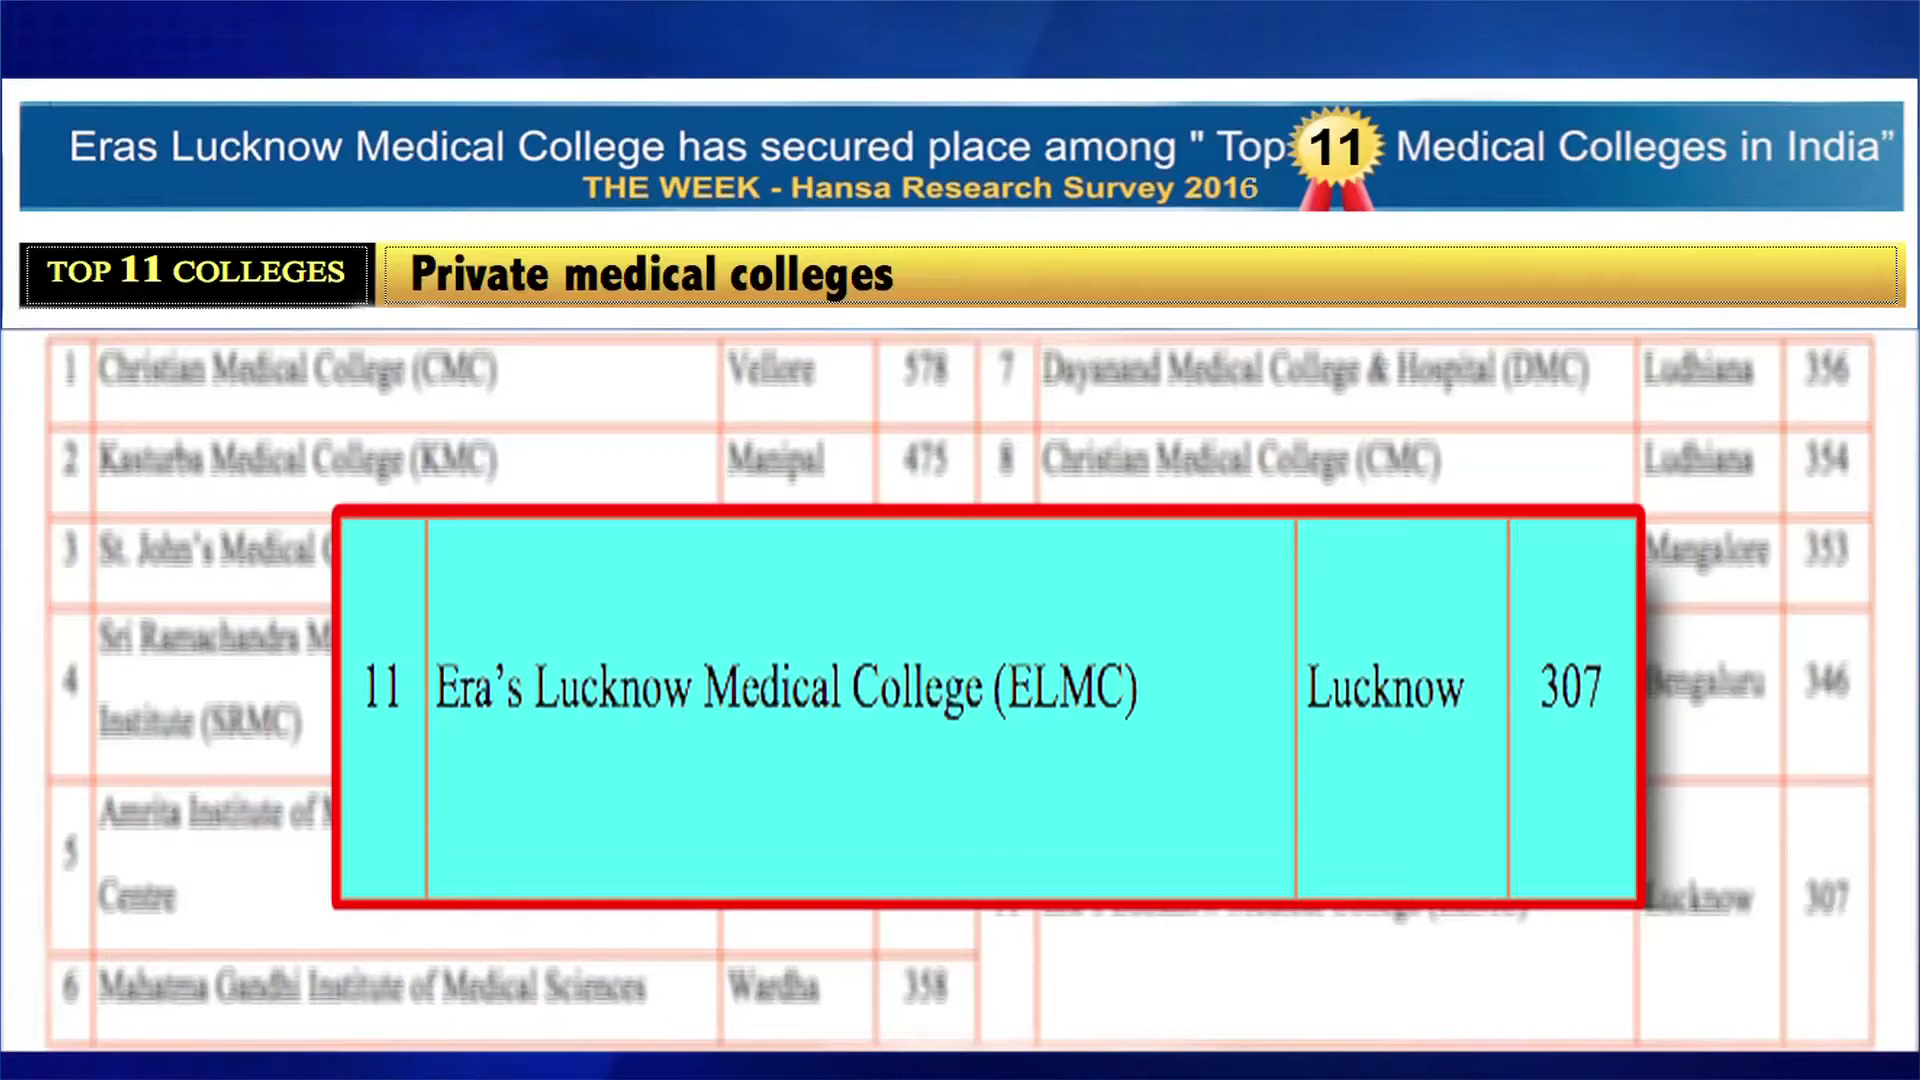 Eras Lucknow Medical College has secured place among " Top 11 Medical Colleges in India”
THE WEEK - Hansa Research Survey 2016
TOP 11 COLLEGES Private medical colleges
1 Christian Medical College (CMC) Vellore 578 7 Dayanand Medical College & Hospital (DMC) Ludhiana 356
2 Kasturba Medical College (KMC) Manipal 475 8 Christian Medical College (CMC) Ludhiana 354
3 St. John’s Medical Mangalore 353
Sri Ramachandra
4 Bengaluru 346
Institute (SRMC)
11 Era’s Lucknow Medical College (ELMC) Lucknow 307
Amrita Institute of
5
Centre Lucknow 307
6 Mahatma Gandhi Institute of Medical Sciences Wardha 358